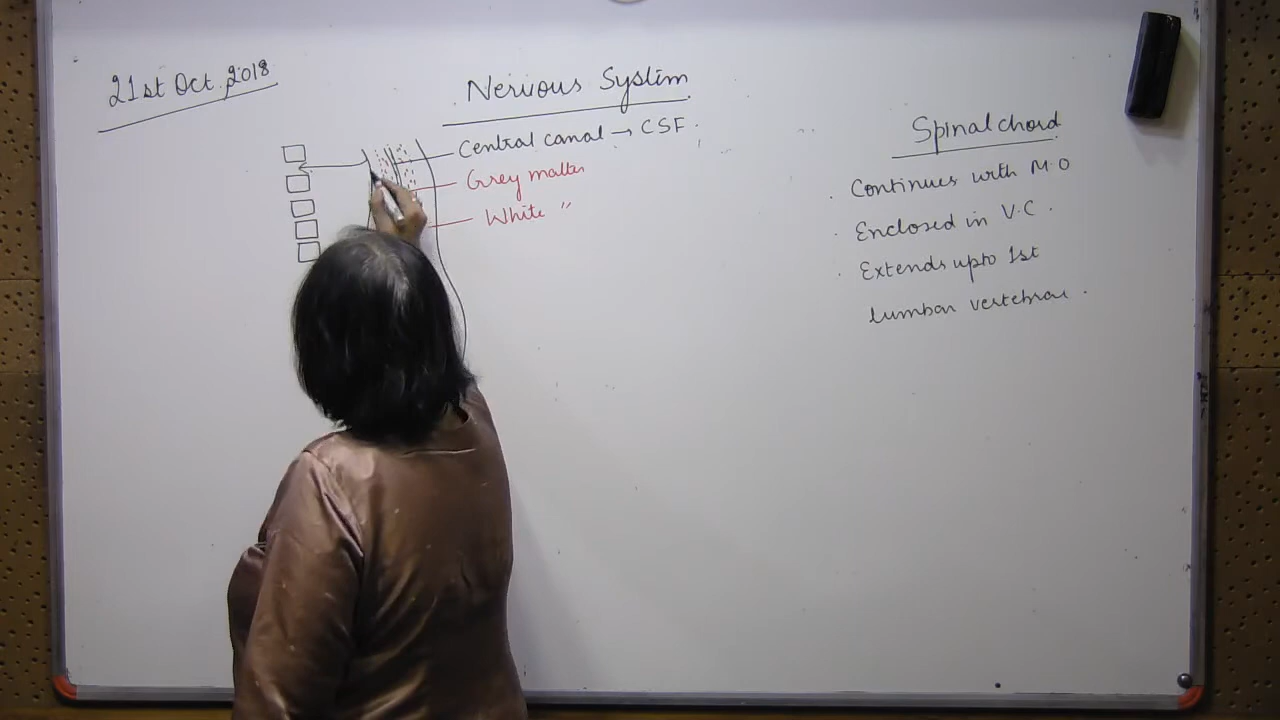 21st Oct. 2018
Nervous System
Central canal → CSF.
Grey matter
White "
Spinal chord
. Continues with M.O
. Enclosed in V.C.
. Extends upto 1st
lumbar vertebrae.